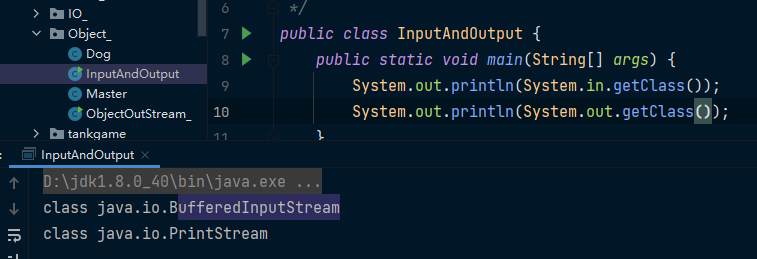 IO_
Object_
Dog
InputAndOutput
Master
ObjectOutStream_
tankgame
6 */
7 public class InputAndOutput {
8 public static void main(String[] args) {
9 System.out.println(System.in.getClass());
10 System.out.println(System.out.getClass());
11 }
InputAndOutput ×
D:\jdk1.8.0_40\bin\java.exe ...
class java.io.BufferedInputStream
class java.io.PrintStream